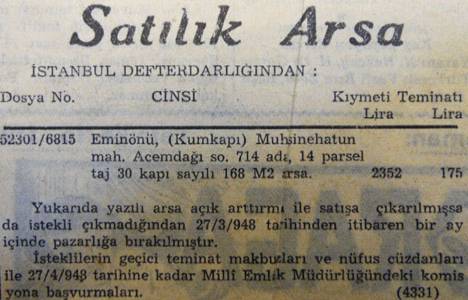 Satılık Arsa
İSTANBUL DEFTERDARLIĞINDAN :
Dosya No. CİNSİ Kıymeti Teminatı
Lira Lira
52301/6815 Eminönü, (Kumkapı) Muhsinehatun
mah. Acemdağı so. 714 ada, 14 parsel
taj 30 kapı sayılı 168 M2 arsa. 2352 175
Yukarıda yazılı arsa açık arttırmı ile satışa çıkarılmışsa
da istekli çıkmadığından 27/3/948 tarihinden itibaren bir ay
içinde pazarlığa bırakılmıştır.
İsteklilerin geçici teminat makbuzları ve nüfus cüzdanları
ile 27/4/948 tarihine kadar Millî Emlik Müdürlüğündeki komis
yona başvurmaları. (4331)